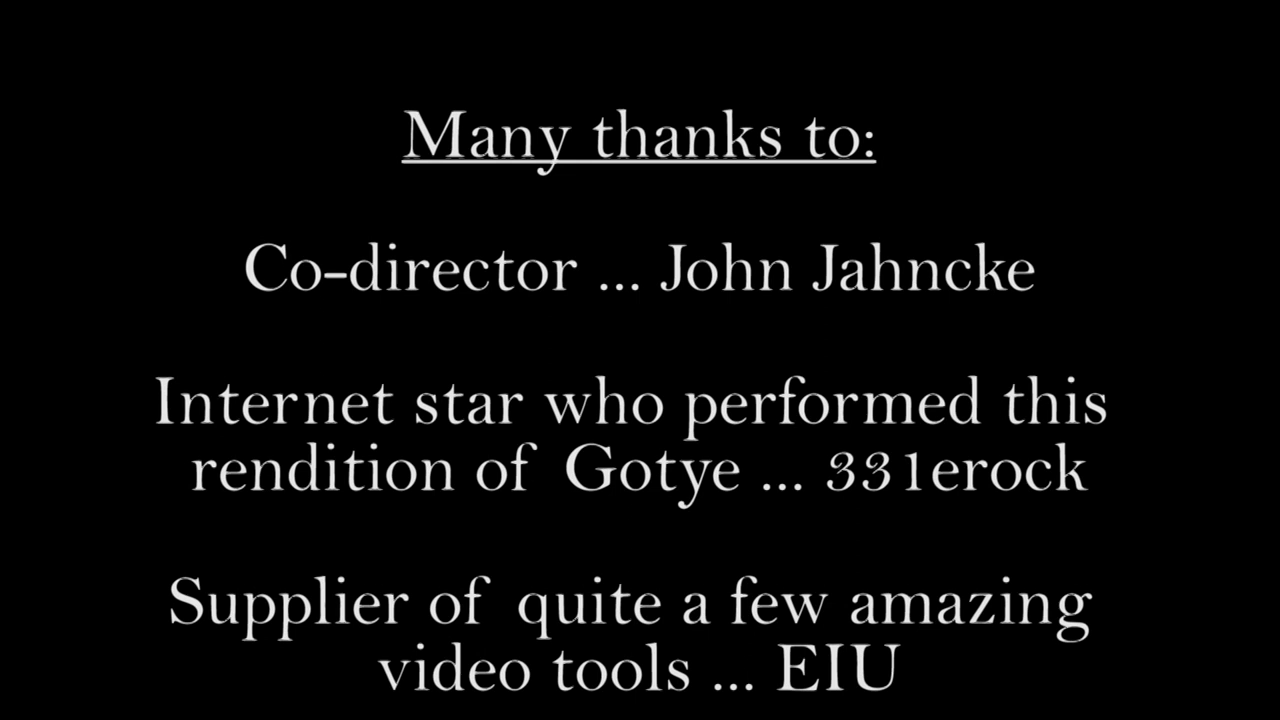 Many thanks to:
Co-director ... John Jahncke
Internet star who performed this
rendition of Gotye ... 331erock
Supplier of quite a few amazing
video tools ... EIU